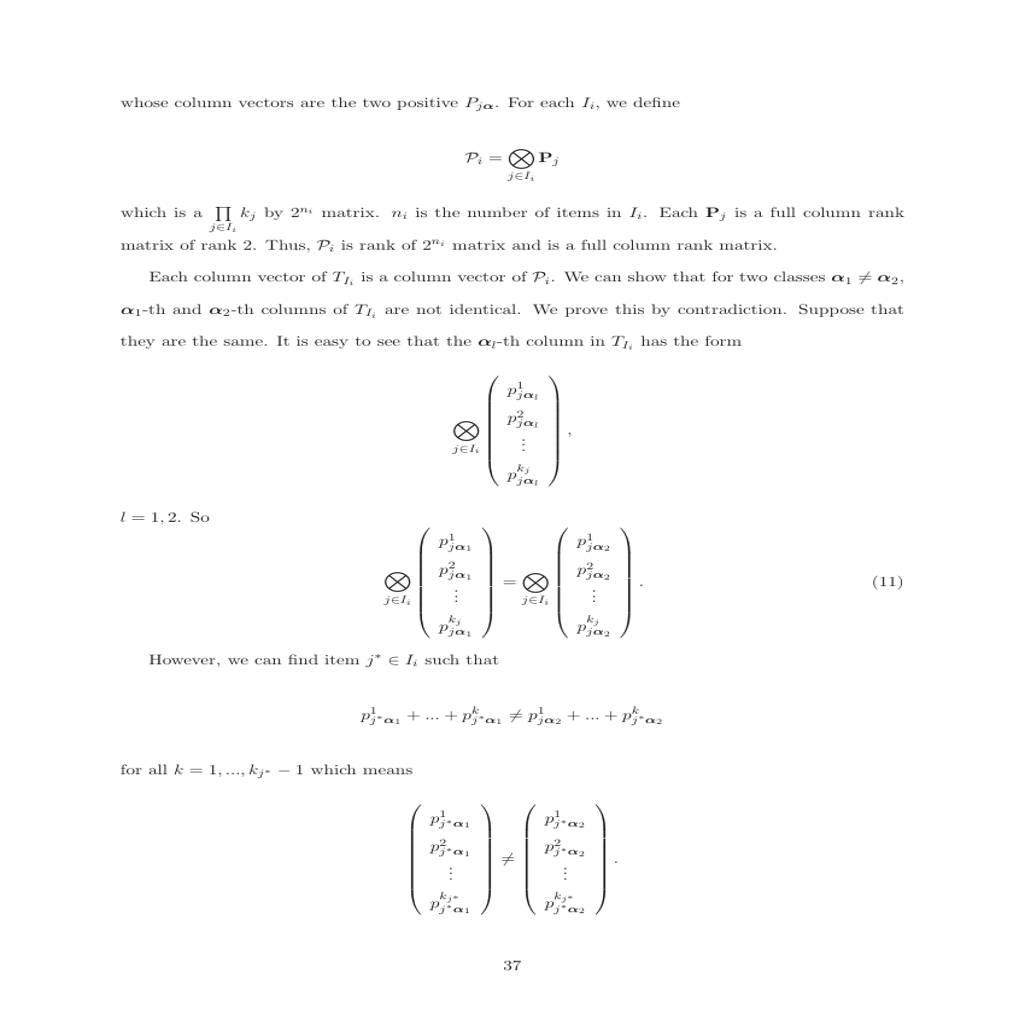 whose column vectors are the two positive $P_{j\boldsymbol{\alpha}}$. For each $I_i$, we define
$$\mathcal{P}_i = \bigotimes_{j \in I_i} \mathbf{P}_j$$
which is a $\prod\limits_{j \in I_i} k_j$ by $2^{n_i}$ matrix. $n_i$ is the number of items in $I_i$. Each $\mathbf{P}_j$ is a full column rank
matrix of rank 2. Thus, $\mathcal{P}_i$ is rank of $2^{n_i}$ matrix and is a full column rank matrix.
Each column vector of $T_{I_i}$ is a column vector of $\mathcal{P}_i$. We can show that for two classes $\boldsymbol{\alpha}_1 \neq \boldsymbol{\alpha}_2$,
$\boldsymbol{\alpha}_1$-th and $\boldsymbol{\alpha}_2$-th columns of $T_{I_i}$ are not identical. We prove this by contradiction. Suppose that
they are the same. It is easy to see that the $\boldsymbol{\alpha}_l$-th column in $T_{I_i}$ has the form
$$\bigotimes_{j \in I_i} \begin{pmatrix} p^1_{j\boldsymbol{\alpha}_l} \\ p^2_{j\boldsymbol{\alpha}_l} \\ \vdots \\ p^{k_j}_{j\boldsymbol{\alpha}_l} \end{pmatrix},$$
$l = 1, 2$. So
$$\bigotimes_{j \in I_i} \begin{pmatrix} p^1_{j\boldsymbol{\alpha}_1} \\ p^2_{j\boldsymbol{\alpha}_1} \\ \vdots \\ p^{k_j}_{j\boldsymbol{\alpha}_1} \end{pmatrix} = \bigotimes_{j \in I_i} \begin{pmatrix} p^1_{j\boldsymbol{\alpha}_2} \\ p^2_{j\boldsymbol{\alpha}_2} \\ \vdots \\ p^{k_j}_{j\boldsymbol{\alpha}_2} \end{pmatrix}. \quad (11)$$
However, we can find item $j^* \in I_i$ such that
$$p^1_{j^*\boldsymbol{\alpha}_1} + ... + p^k_{j^*\boldsymbol{\alpha}_1} \neq p^1_{j\boldsymbol{\alpha}_2} + ... + p^k_{j^*\boldsymbol{\alpha}_2}$$
for all $k = 1, ..., k_{j^*} - 1$ which means
$$\begin{pmatrix} p^1_{j^*\boldsymbol{\alpha}_1} \\ p^2_{j^*\boldsymbol{\alpha}_1} \\ \vdots \\ p^{k_{j^*}}_{j^*\boldsymbol{\alpha}_1} \end{pmatrix} \neq \begin{pmatrix} p^1_{j^*\boldsymbol{\alpha}_2} \\ p^2_{j^*\boldsymbol{\alpha}_2} \\ \vdots \\ p^{k_{j^*}}_{j^*\boldsymbol{\alpha}_2} \end{pmatrix}.$$
37